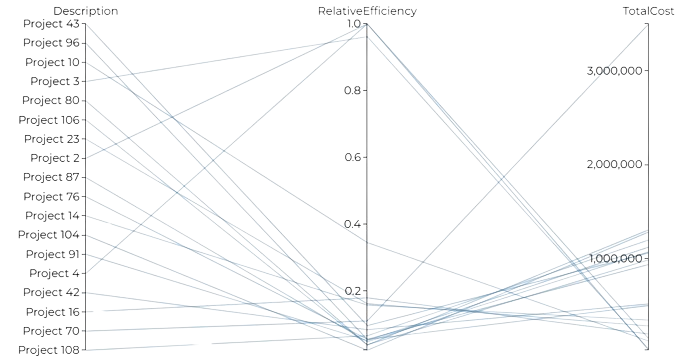 Description
RelativeEfficiency
TotalCost
Project 43
Project 96
Project 10
Project 3
Project 80
Project 106
Project 23
Project 2
Project 87
Project 76
Project 14
Project 104
Project 91
Project 4
Project 42
Project 16
Project 70
Project 108
1.0
0.8
0.6
0.4
0.2
3,000,000
2,000,000
1,000,000